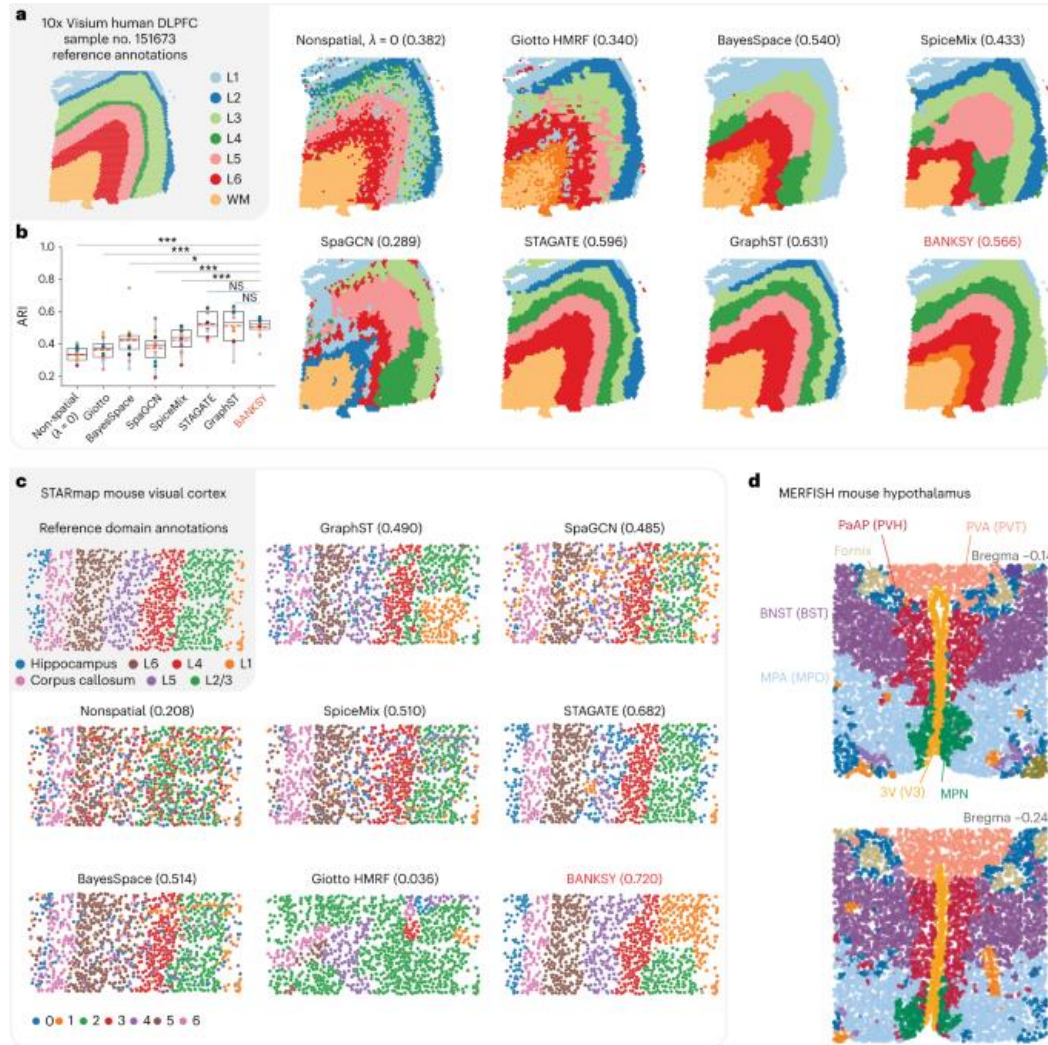 a
10x Visium human DLPFC
sample no. 151673
reference annotations
L1
L2
L3
L4
L5
L6
WM
Nonspatial, λ = 0 (0.382)
Giotto HMRF (0.340)
BayesSpace (0.540)
SpiceMix (0.433)
b
ARI
1.0
0.8
0.6
0.4
0.2
***
***
*
***
***
NS
NS
Non-spatial
(λ = 0)
Giotto
BayesSpace
SpaGCN
SpiceMix
STAGATE
GraphST
BANKSY
SpaGCN (0.289)
STAGATE (0.596)
GraphST (0.631)
BANKSY (0.566)
c
STARmap mouse visual cortex
Reference domain annotations
Hippocampus L6 L4 L1
Corpus callosum L5 L2/3
GraphST (0.490)
SpaGCN (0.485)
Nonspatial (0.208)
SpiceMix (0.510)
STAGATE (0.682)
BayesSpace (0.514)
Giotto HMRF (0.036)
BANKSY (0.720)
0 1 2 3 4 5 6
d
MERFISH mouse hypothalamus
PaAP (PVH)
PVA (PVT)
Fornix
Bregma −0.14
BNST (BST)
MPA (MPO)
3V (V3)
MPN
Bregma −0.24